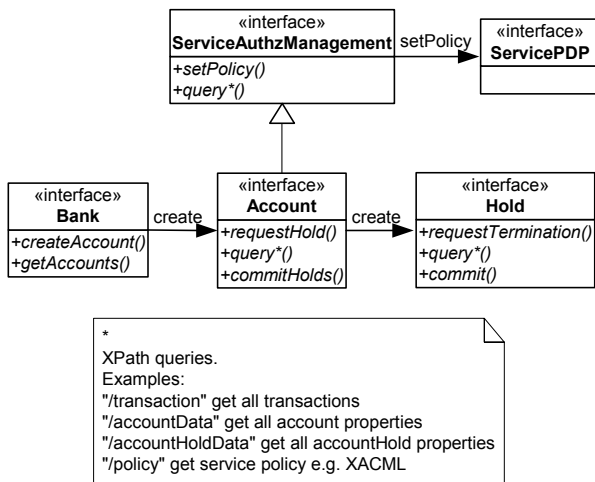 «interface»
ServiceAuthzManagement
+setPolicy()
+query*()
setPolicy
«interface»
ServicePDP
«interface»
Bank
+createAccount()
+getAccounts()
create
«interface»
Account
+requestHold()
+query*()
+commitHolds()
create
«interface»
Hold
+requestTermination()
+query*()
+commit()
*
XPath queries.
Examples:
"/transaction" get all transactions
"/accountData" get all account properties
"/accountHoldData" get all accountHold properties
"/policy" get service policy e.g. XACML